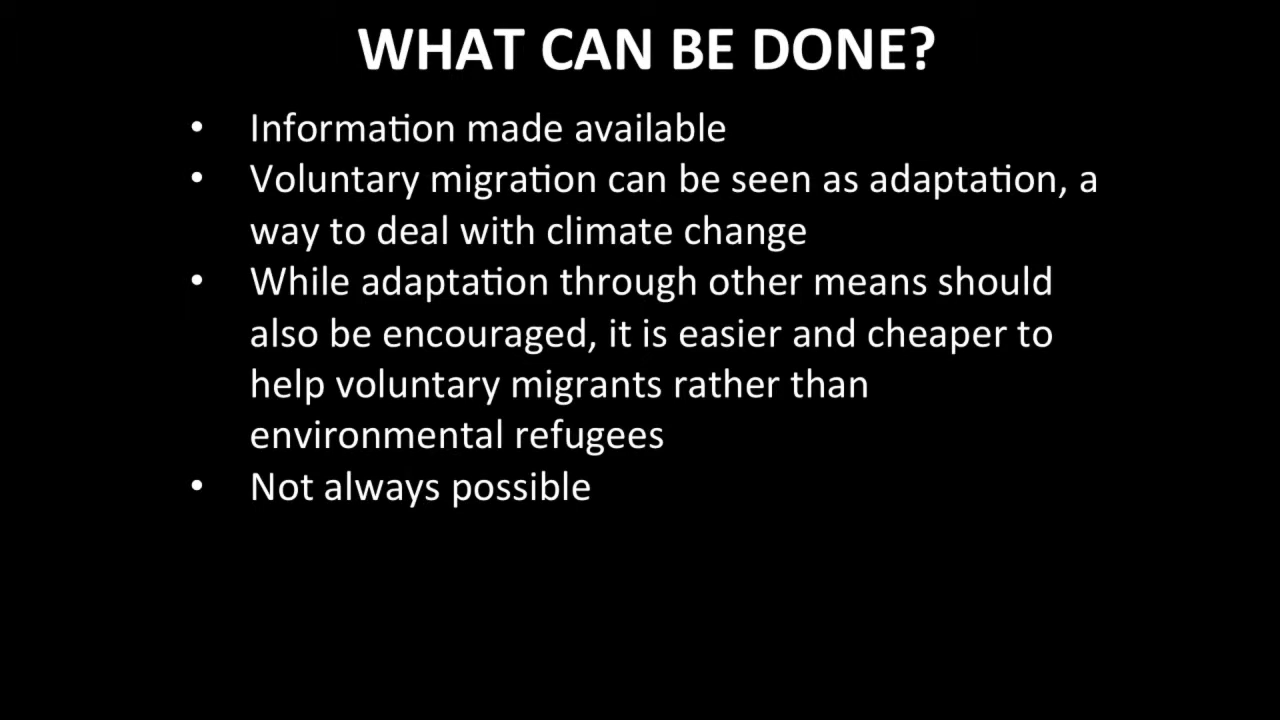 WHAT CAN BE DONE?
• Information made available
• Voluntary migration can be seen as adaptation, a
way to deal with climate change
• While adaptation through other means should
also be encouraged, it is easier and cheaper to
help voluntary migrants rather than
environmental refugees
• Not always possible